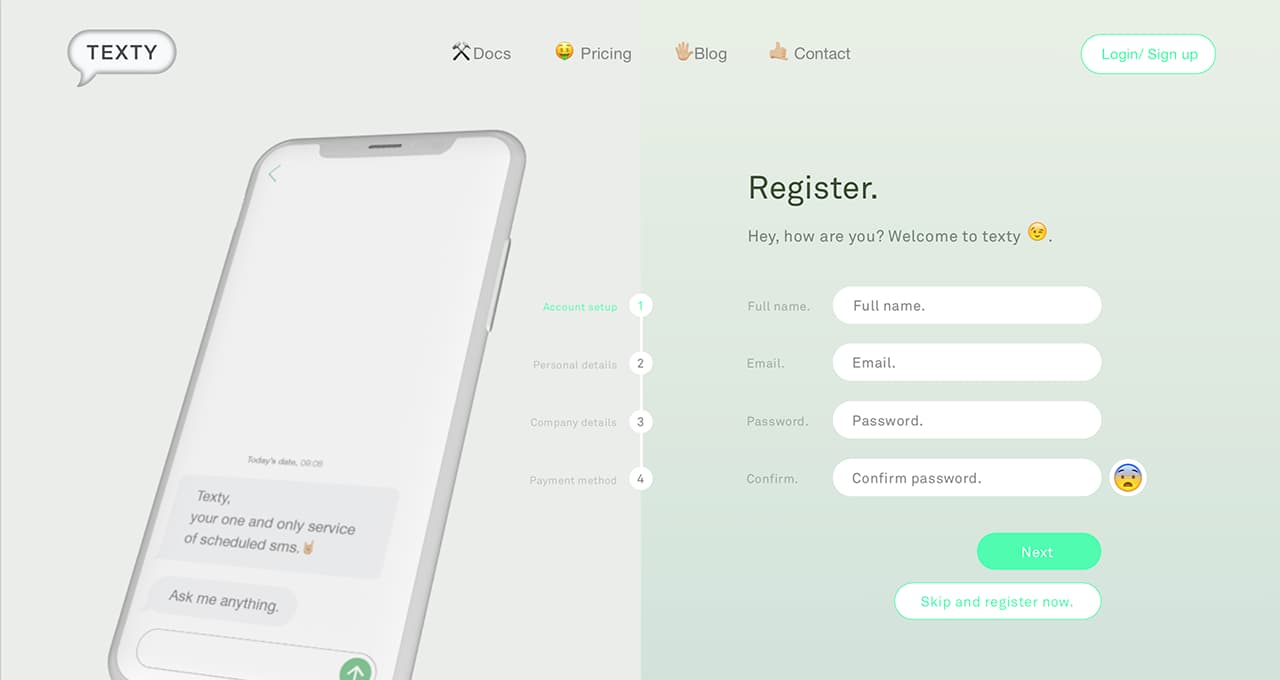 TEXTY
⚒Docs
🤑 Pricing
🖐🏼Blog
🤙🏼 Contact
Login/ Sign up
Register.
Hey, how are you? Welcome to texty 😉.
Account setup 1
Personal details 2
Company details 3
Payment method 4
Full name. Full name.
Email. Email.
Password. Password.
Confirm. Confirm password. 😨
Next
Skip and register now.
Today's date, 09:06
Texty,
your one and only service
of scheduled sms.🤘🏼
Ask me anything.